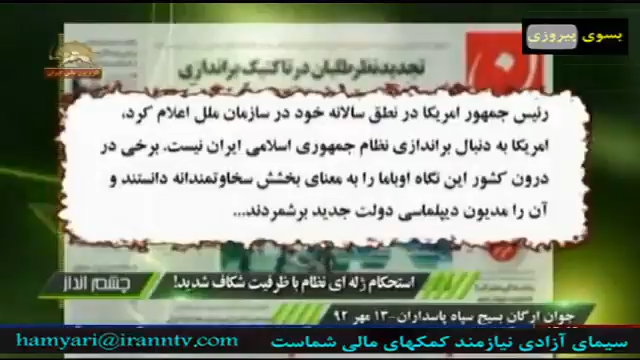 بسوی پیروزی
تجدیدنظرطلبان در تاکتیک براندازی
رئیس جمهور امریکا در نطق سالانه خود در سازمان ملل اعلام کرد،
امریکا به دنبال براندازی نظام جمهوری اسلامی ایران نیست. برخی در
درون کشور این نگاه اوباما را به معنای بخشش سخاوتمندانه دانستند و
آن را مدیون دیپلماسی دولت جدید برشمردند...
استحکام ژله ای نظام با ظرفیت شکاف شدید!
چشم انداز
جوان ارگان بسیج سپاه پاسداران-۱۳ مهر ۹۲
سیمای آزادی نیازمند کمکهای مالی شماست
hamyari@iranntv.com